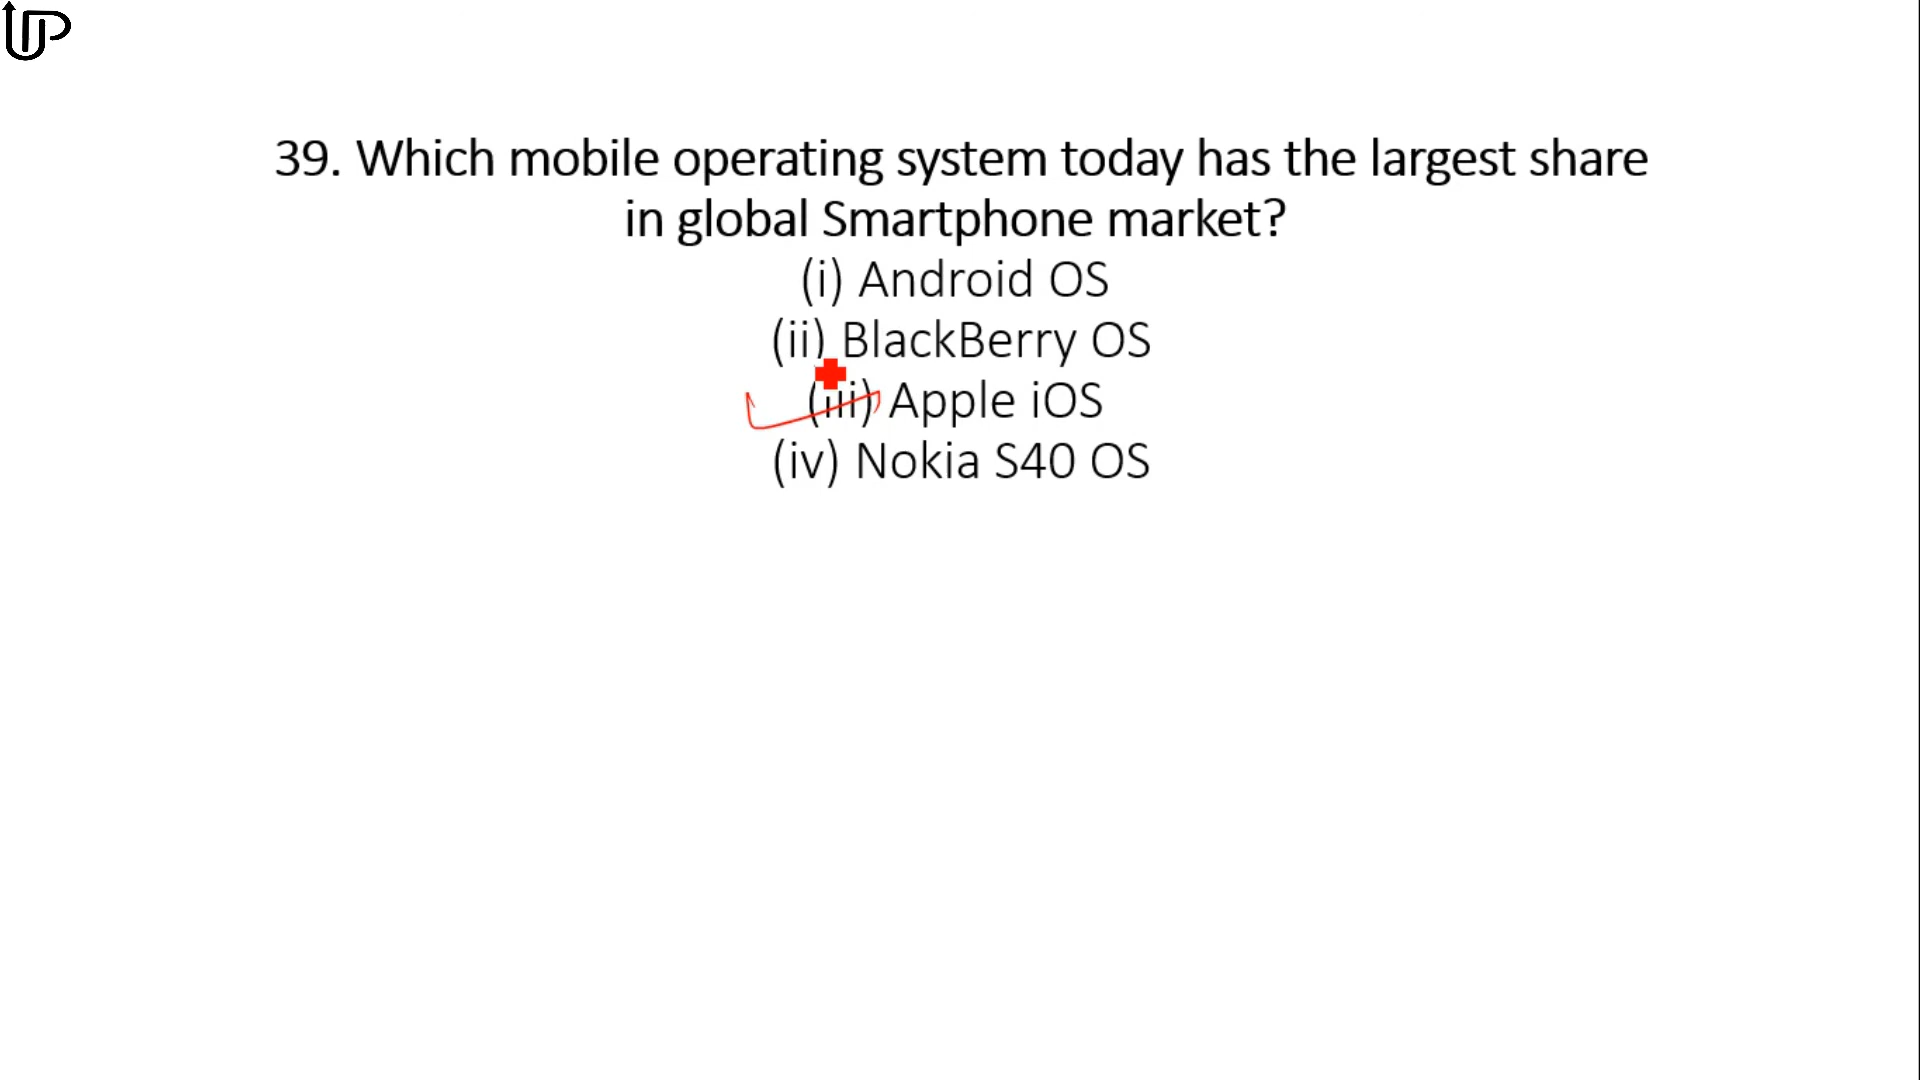 UP
39. Which mobile operating system today has the largest share
in global Smartphone market?
(i) Android OS
(ii) BlackBerry OS
(iii) Apple iOS
(iv) Nokia S40 OS